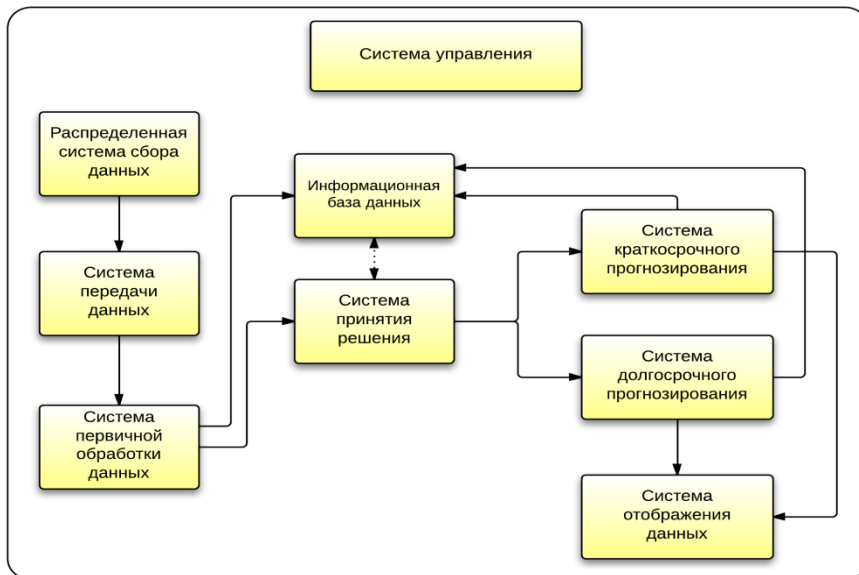 Система управления
Распределенная
система сбора
данных
Информационная
база данных
Система
краткосрочного
прогнозирования
Система
передачи
данных
Система
принятия
решения
Система
долгосрочного
прогнозирования
Система
первичной
обработки
данных
Система
отображения
данных